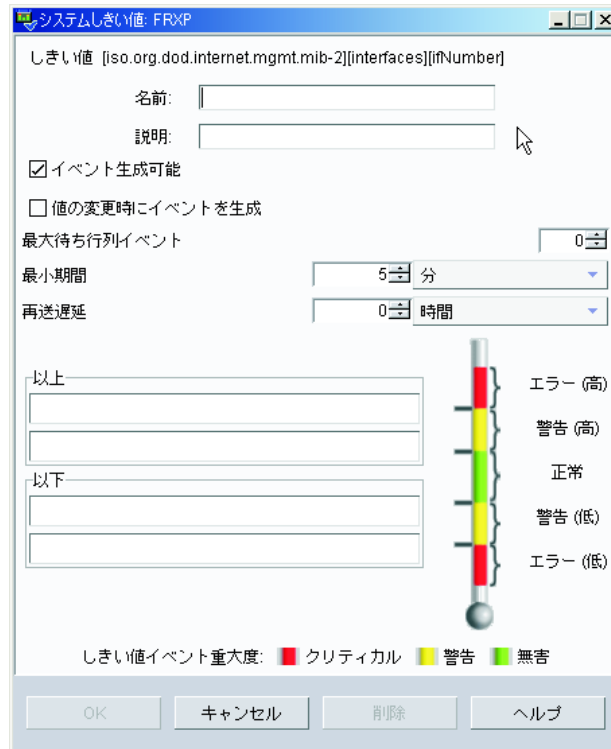 システムしきい値: FRXP
しきい値 [iso.org.dod.internet.mgmt.mib-2][interfaces][ifNumber]
名前:
説明:
イベント生成可能
値の変更時にイベントを生成
最大待ち行列イベント 0
最小期間 5 分
再送遅延 0 時間
以上
エラー (高)
警告 (高)
正常
以下
警告 (低)
エラー (低)
しきい値イベント重大度: クリティカル 警告 無害
OK キャンセル 削除 ヘルプ